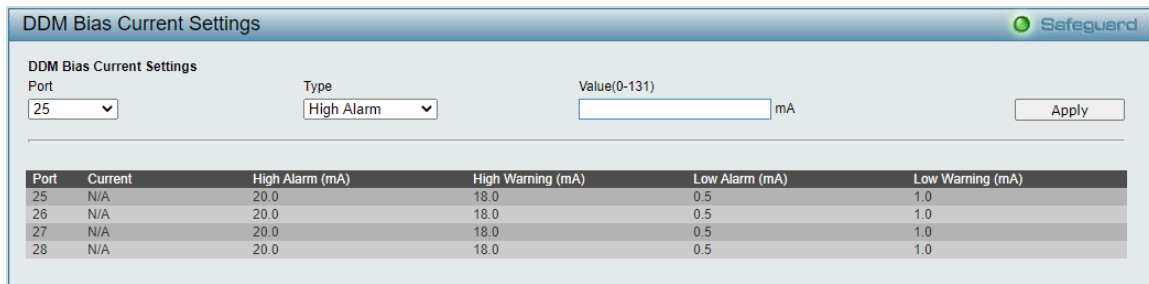 DDM Bias Current Settings
Safeguard
DDM Bias Current Settings
Port Type Value(0-131)
25 High Alarm mA Apply
Port Current High Alarm (mA) High Warning (mA) Low Alarm (mA) Low Warning (mA)
25 N/A 20.0 18.0 0.5 1.0
26 N/A 20.0 18.0 0.5 1.0
27 N/A 20.0 18.0 0.5 1.0
28 N/A 20.0 18.0 0.5 1.0